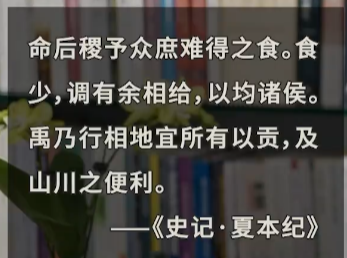 命后稷予众庶难得之食。食
少，调有余相给，以均诸侯。
禹乃行相地宜所有以贡，及
山川之便利。
——《史记·夏本纪》